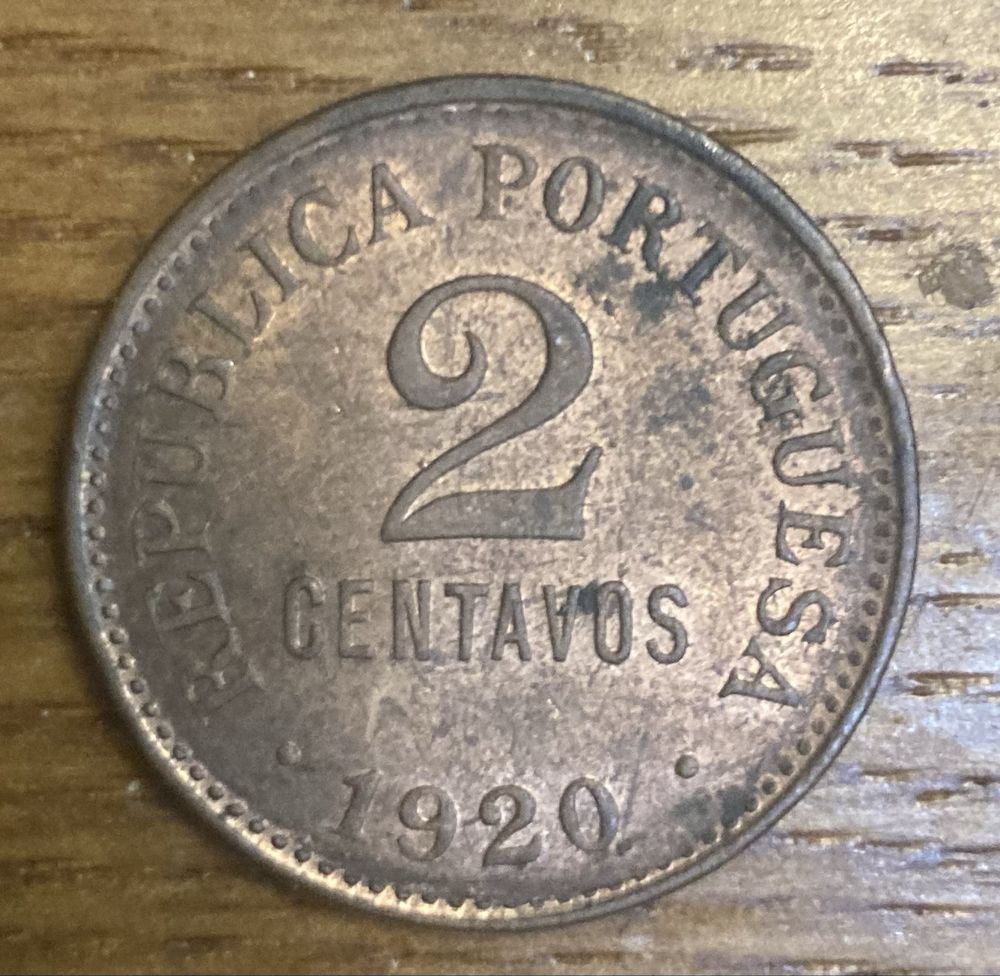 REPUBLICA PORTUGUESA
2
CENTAVOS
• 1920 •